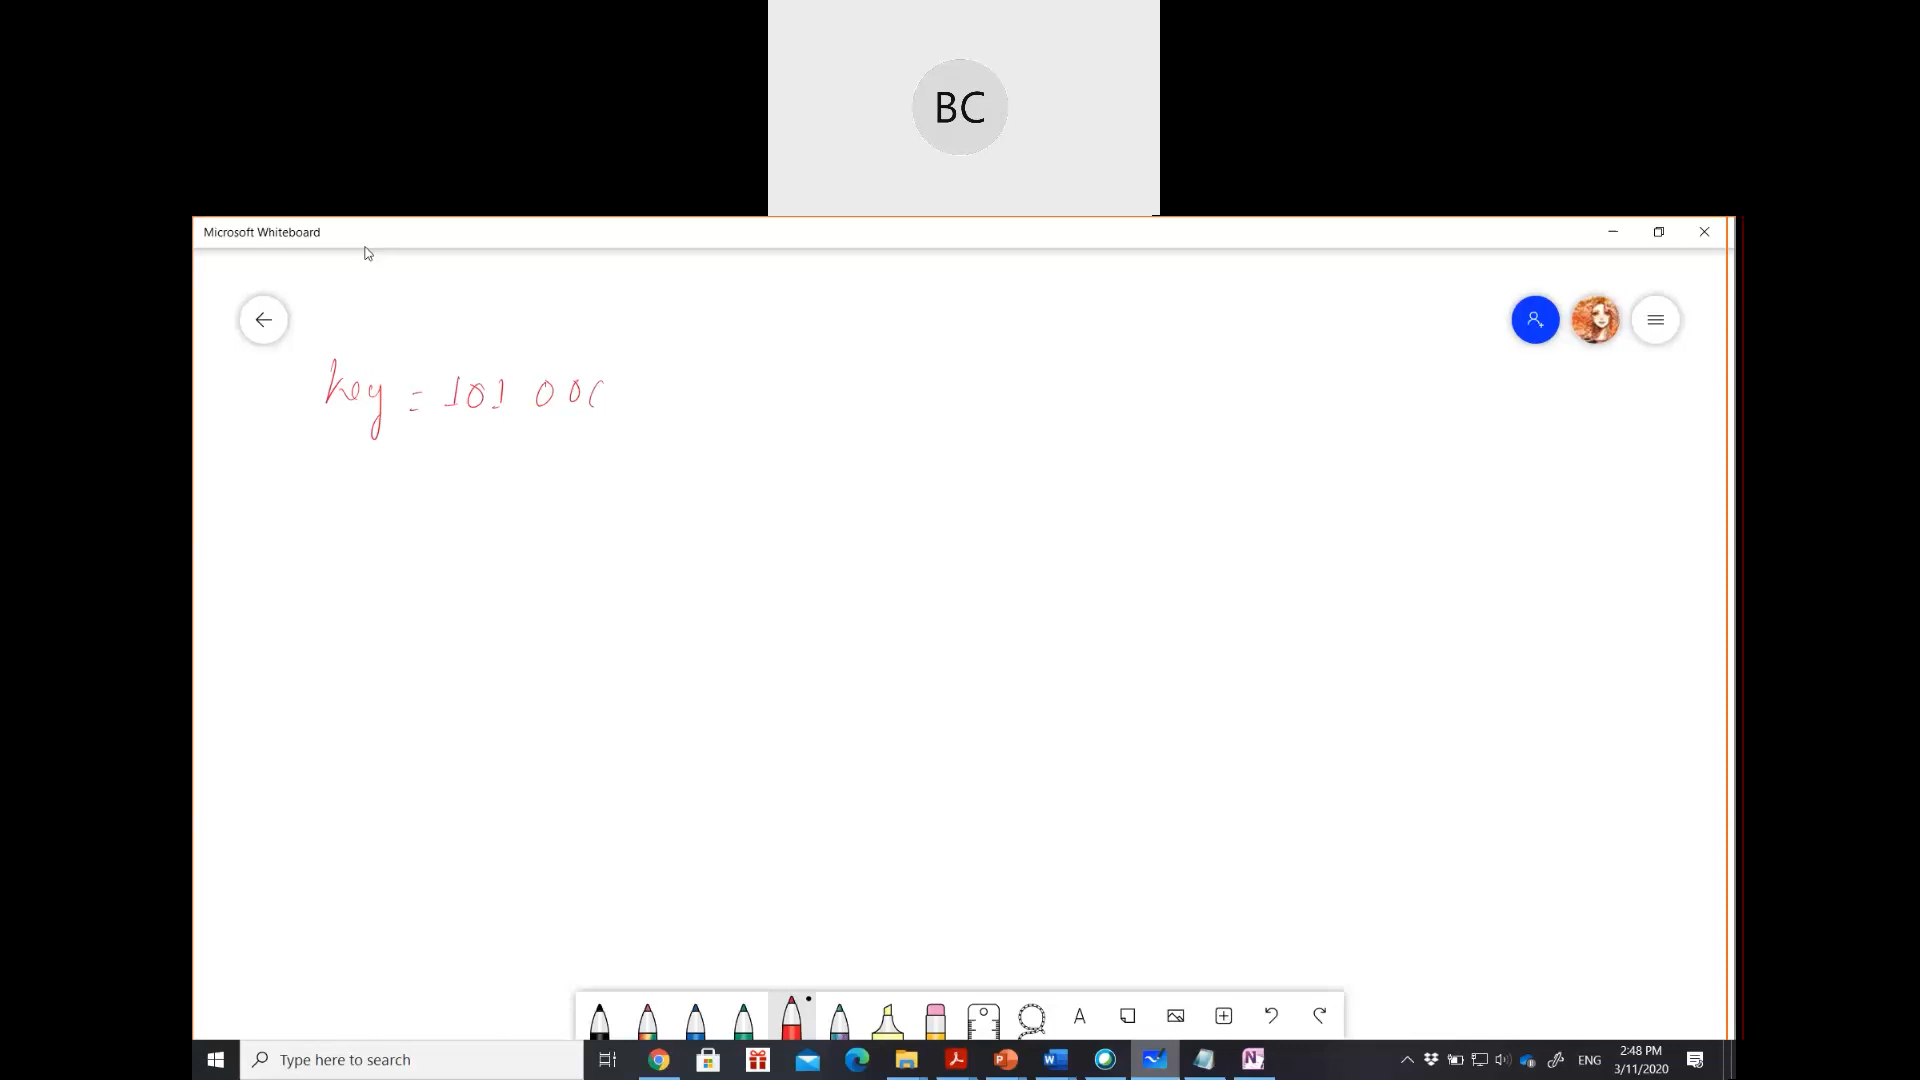 BC
Microsoft Whiteboard
key = 101 00
A
Type here to search
ENG
2:48 PM
3/11/2020